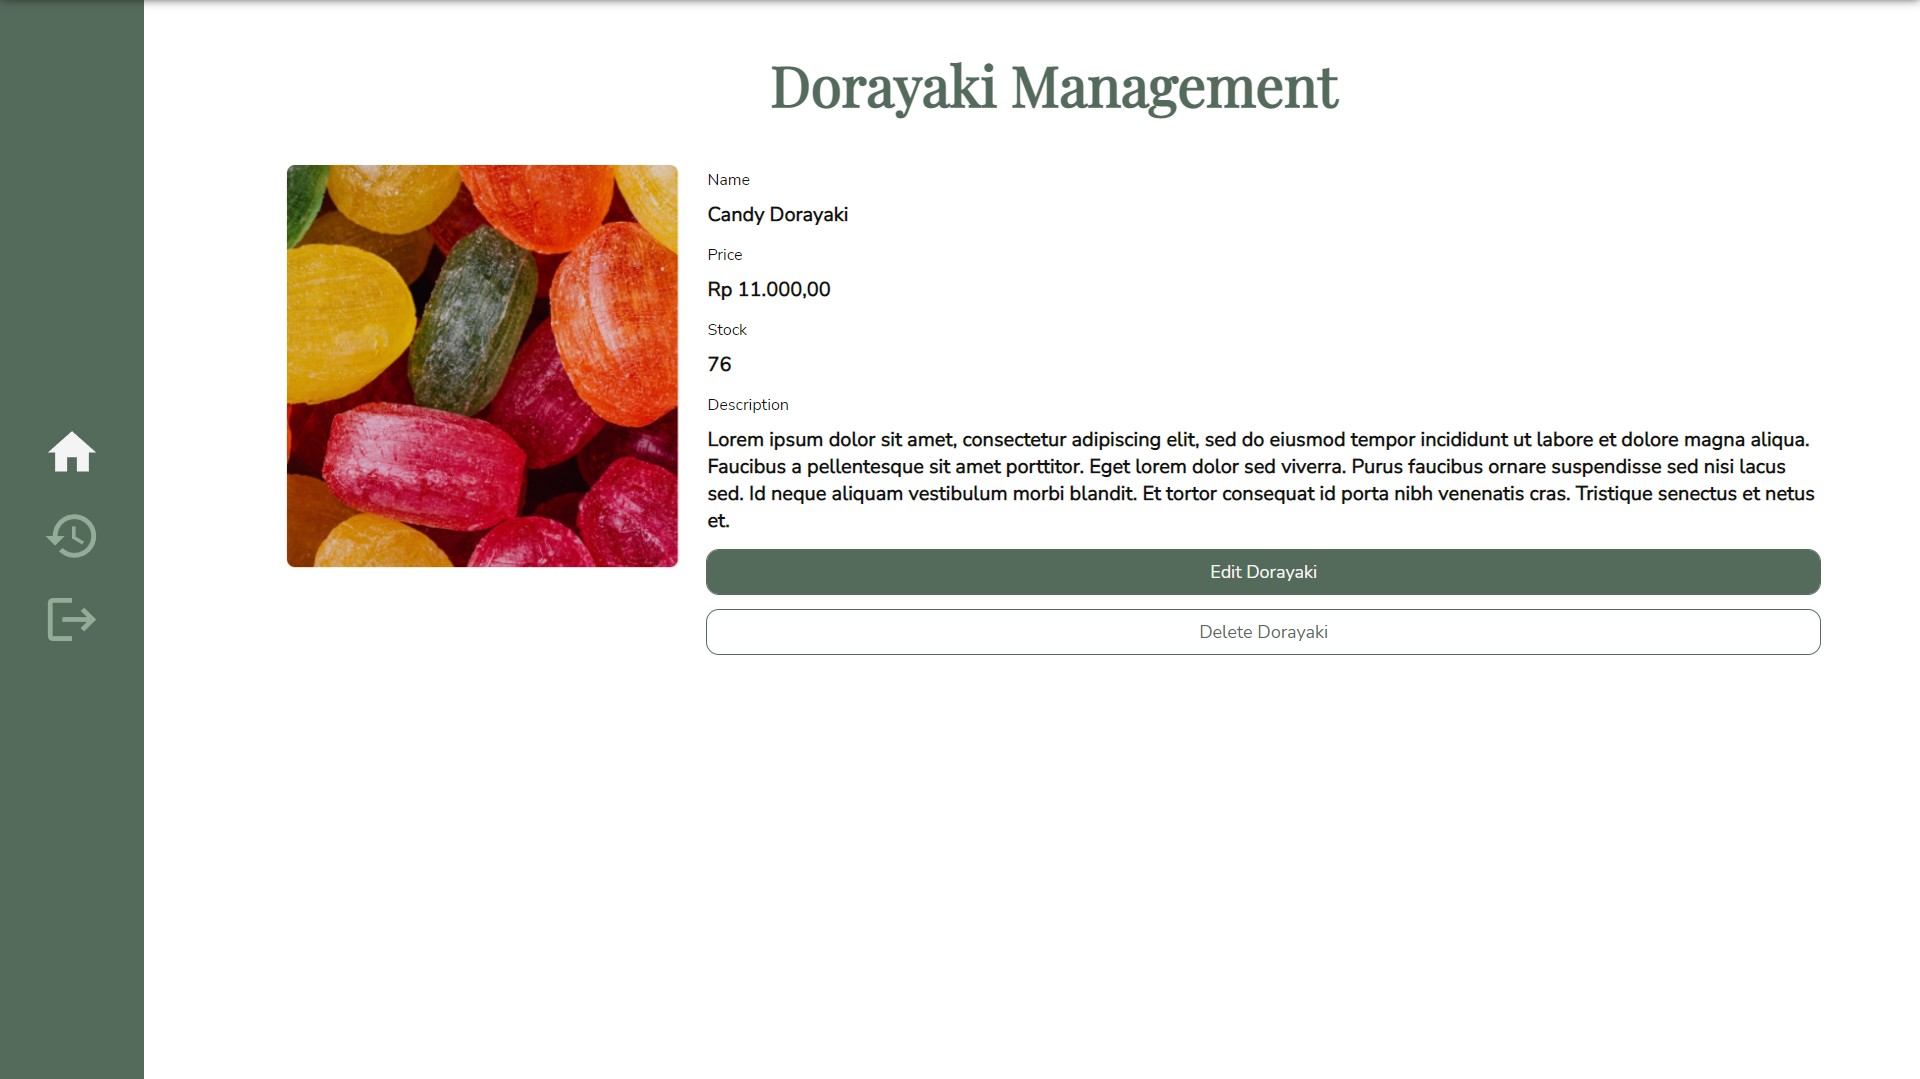 Dorayaki Management
Name
Candy Dorayaki
Price
Rp 11.000,00
Stock
76
Description
Lorem ipsum dolor sit amet, consectetur adipiscing elit, sed do eiusmod tempor incididunt ut labore et dolore magna aliqua.
Faucibus a pellentesque sit amet porttitor. Eget lorem dolor sed viverra. Purus faucibus ornare suspendisse sed nisi lacus
sed. Id neque aliquam vestibulum morbi blandit. Et tortor consequat id porta nibh venenatis cras. Tristique senectus et netus
et.
Edit Dorayaki
Delete Dorayaki